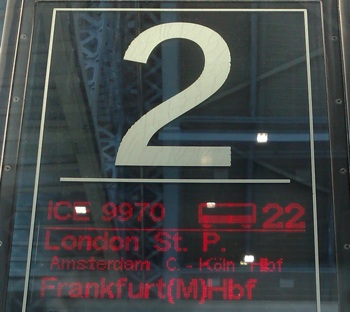 2
ICE 9970 22
London St. P.
Amsterdam C - Köln Hbf
Frankfurt(M)Hbf